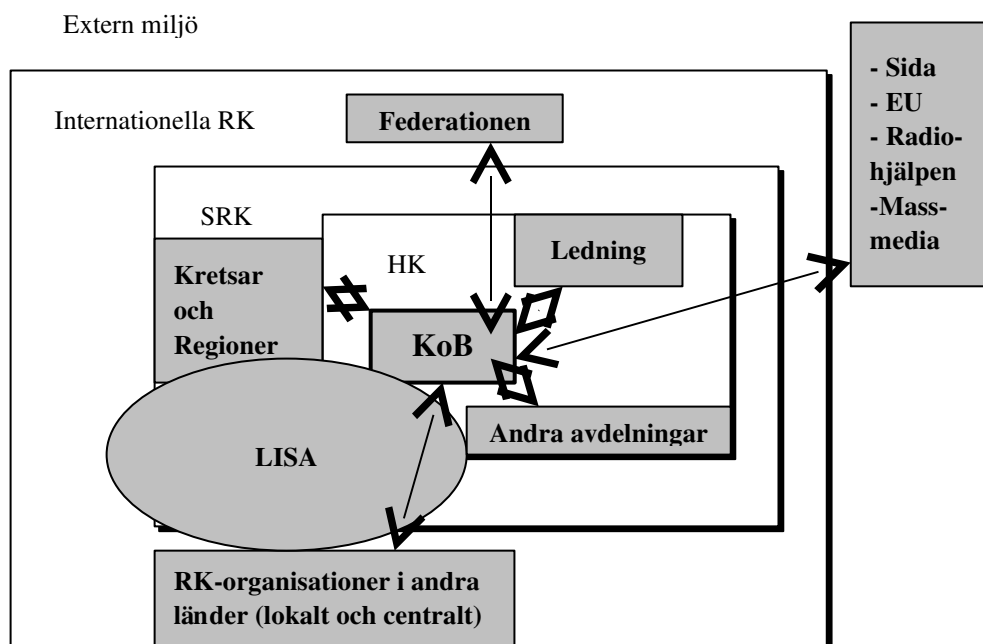 Extern miljö
- Sida
- EU
- Radio-
hjälpen
-Mass-
media
Internationella RK
Federationen
SRK
Kretsar
och
Regioner
HK
Ledning
KoB
Andra avdelningar
LISA
RK-organisationer i andra
länder (lokalt och centralt)